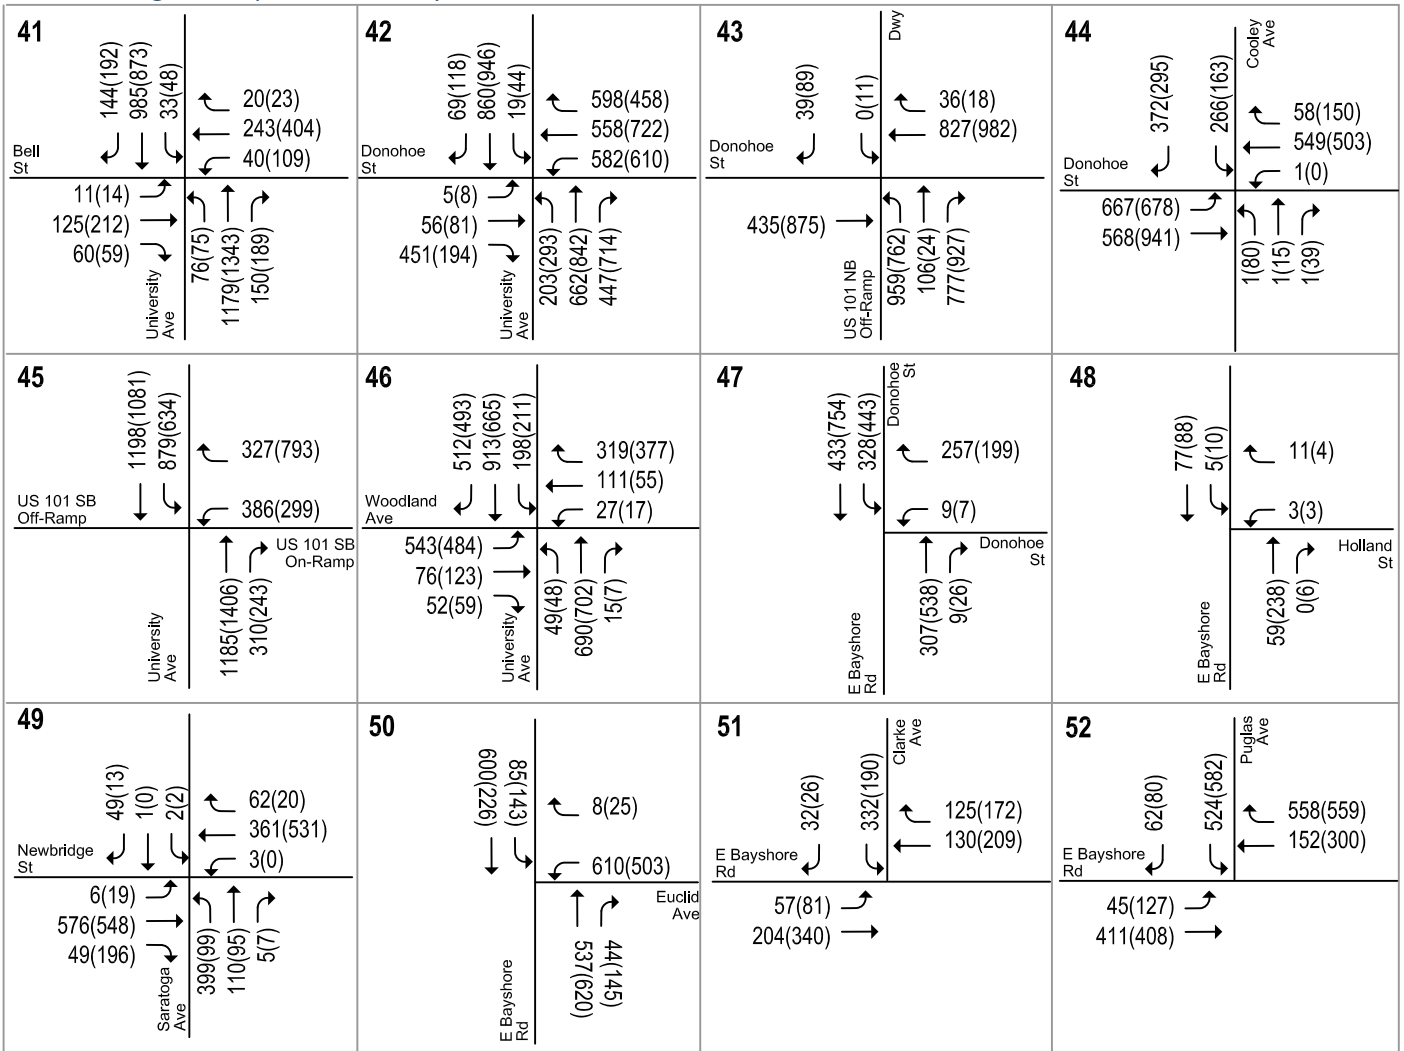 41
144(192)
985(873)
33(48)
20(23)
243(404)
40(109)
Bell
St
11(14)
125(212)
60(59)
University
Ave
76(75)
1179(1343)
150(189)
42
69(118)
860(946)
19(44)
598(458)
558(722)
582(610)
Donohoe
St
5(8)
56(81)
451(194)
University
Ave
203(293)
662(842)
447(714)
43
Dwy
39(89)
0(11)
36(18)
827(982)
Donohoe
St
435(875)
US 101 NB
Off-Ramp
959(762)
106(24)
777(927)
44
Cooley
Ave
372(295)
266(163)
58(150)
549(503)
1(0)
Donohoe
St
667(678)
568(941)
1(80)
1(15)
1(39)
45
1198(1081)
879(634)
327(793)
386(299)
US 101 SB
Off-Ramp
US 101 SB
On-Ramp
University
Ave
1185(1406)
310(243)
46
512(493)
913(665)
198(211)
319(377)
111(55)
27(17)
Woodland
Ave
543(484)
76(123)
52(59)
University
Ave
49(48)
690(702)
15(7)
47
Donohoe
St
433(754)
328(443)
257(199)
9(7)
Donohoe
St
E Bayshore
Rd
307(538)
9(26)
48
77(88)
5(10)
11(4)
3(3)
Holland
St
E Bayshore
Rd
59(238)
0(6)
49
49(13)
1(0)
2(2)
62(20)
361(531)
3(0)
Newbridge
St
6(19)
576(548)
49(196)
Saratoga
Ave
399(99)
110(95)
5(7)
50
600(226)
85(143)
8(25)
610(503)
Euclid
Ave
E Bayshore
Rd
537(620)
44(145)
51
Clarke
Ave
32(26)
332(190)
125(172)
130(209)
E Bayshore
Rd
57(81)
204(340)
52
Puglas
Ave
62(80)
524(582)
558(559)
152(300)
E Bayshore
Rd
45(127)
411(408)